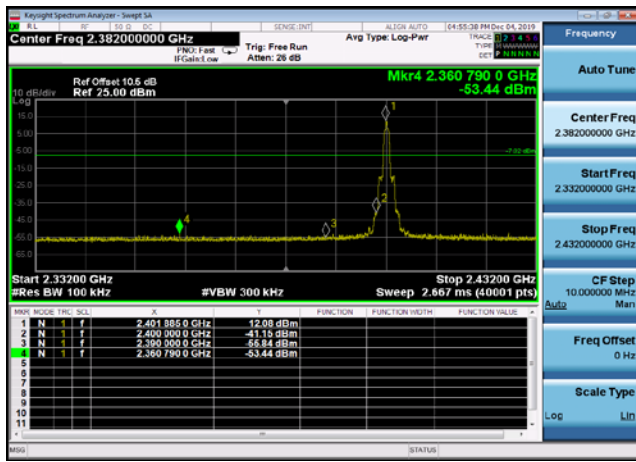 Keysight Spectrum Analyzer - Swept SA
RL RF 50 Ω DC SENSE:INT ALIGN AUTO 04:55:38 PM Dec 04, 2019
Center Freq 2.382000000 GHz
PNO: Fast
IFGain:Low
Trig: Free Run
Atten: 26 dB
Avg Type: Log-Pwr
TRACE 1 2 3 4 5 6
TYPE
DET P N N N N N
Ref Offset 10.5 dB
Ref 25.00 dBm
10 dB/div
Log
Mkr4 2.360 790 0 GHz
-53.44 dBm
15.0
5.00
-5.00
-7.92 dBm
-15.0
-25.0
-35.0
-45.0
-55.0
-65.0
1
2
3
4
Start 2.33200 GHz
Stop 2.43200 GHz
#Res BW 100 kHz
#VBW 300 kHz
Sweep 2.667 ms (40001 pts)
MKR MODE TRC SCL X Y FUNCTION FUNCTION WIDTH FUNCTION VALUE
1 N 1 f 2.401 885 0 GHz 12.08 dBm
2 N 1 f 2.400 000 0 GHz -41.15 dBm
3 N 1 f 2.390 000 0 GHz -55.84 dBm
4 N 1 f 2.360 790 0 GHz -53.44 dBm
5
6
7
8
9
10
11
MSG
STATUS
Frequency
Auto Tune
Center Freq
2.382000000 GHz
Start Freq
2.332000000 GHz
Stop Freq
2.432000000 GHz
CF Step
10.000000 MHz
Auto Man
Freq Offset
0 Hz
Scale Type
Log Lin